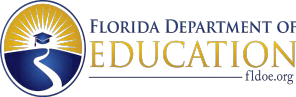 FLORIDA DEPARTMENT OF
EDUCATION
fldoe.org